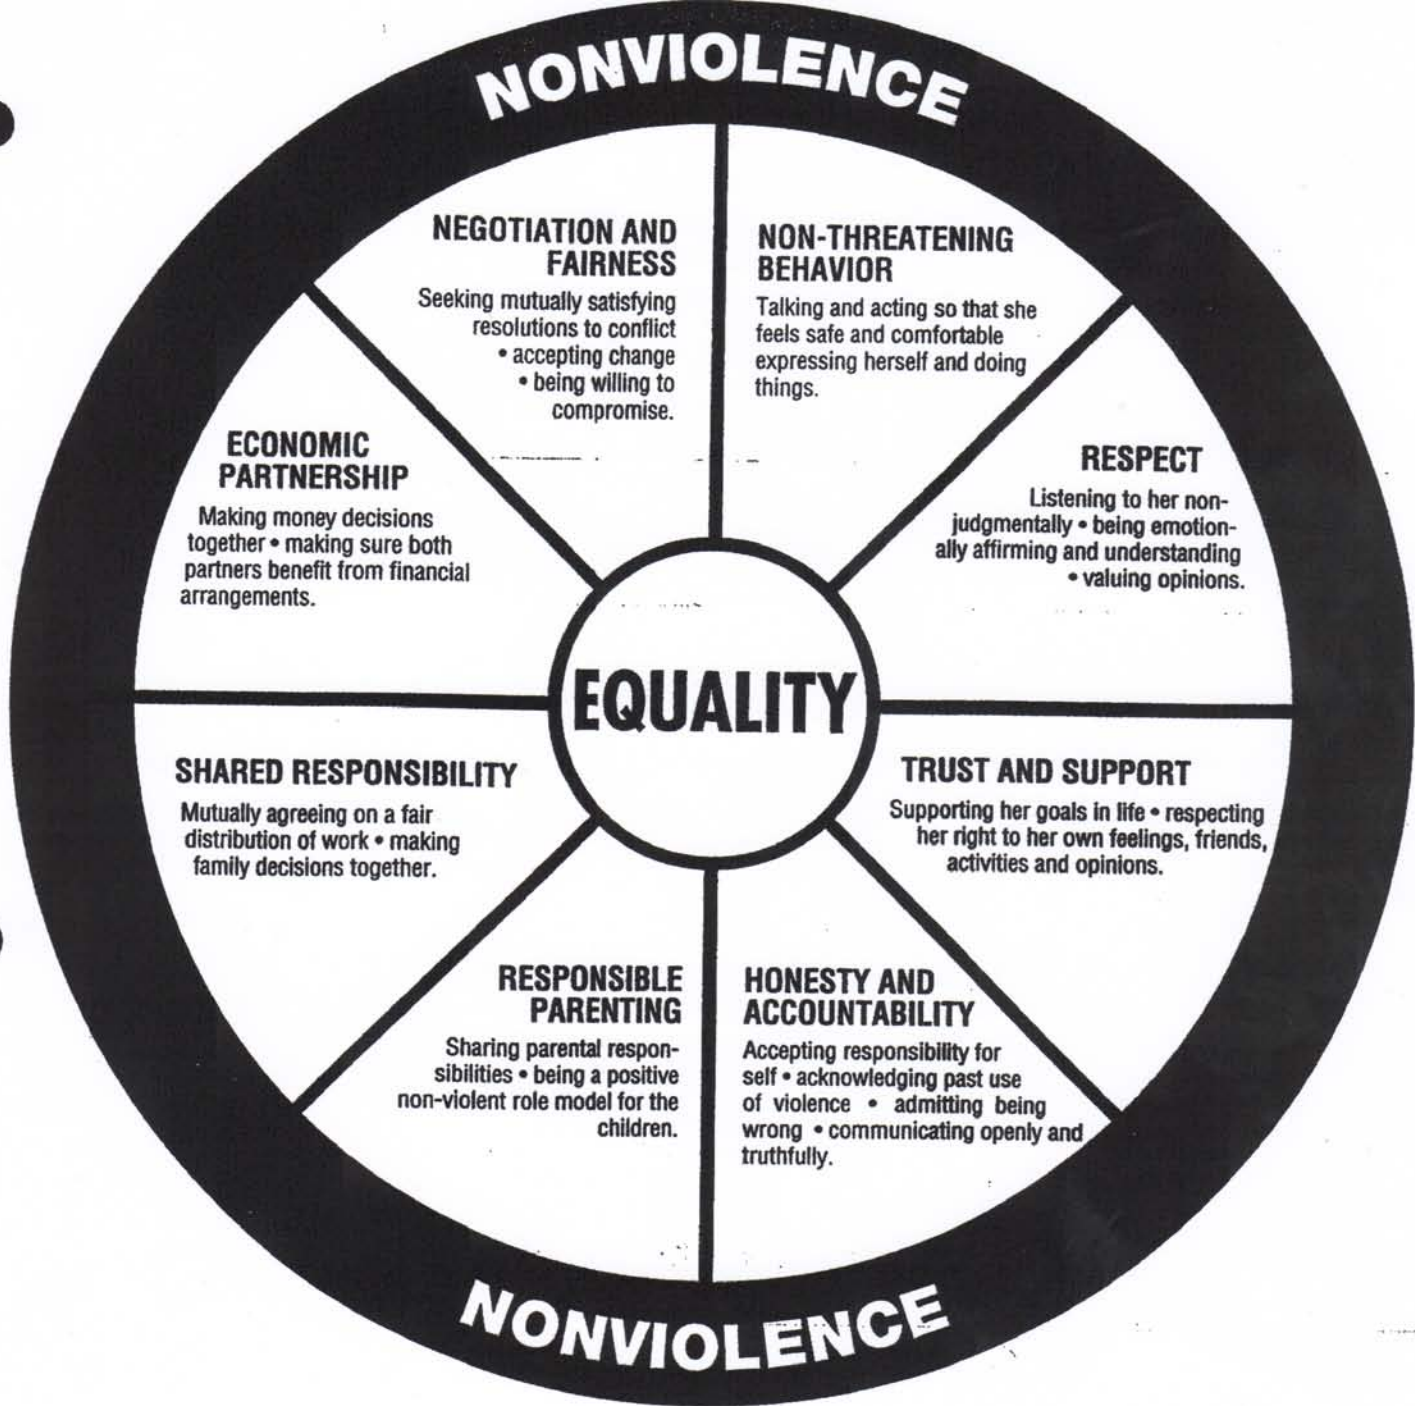 NONVIOLENCE
NEGOTIATION AND
FAIRNESS
Seeking mutually satisfying
resolutions to conflict
• accepting change
• being willing to
compromise.
NON-THREATENING
BEHAVIOR
Talking and acting so that she
feels safe and comfortable
expressing herself and doing
things.
ECONOMIC
PARTNERSHIP
Making money decisions
together • making sure both
partners benefit from financial
arrangements.
RESPECT
Listening to her non-
judgmentally • being emotion-
ally affirming and understanding
• valuing opinions.
EQUALITY
SHARED RESPONSIBILITY
Mutually agreeing on a fair
distribution of work • making
family decisions together.
TRUST AND SUPPORT
Supporting her goals in life • respecting
her right to her own feelings, friends,
activities and opinions.
RESPONSIBLE
PARENTING
Sharing parental respon-
sibilities • being a positive
non-violent role model for the
children.
HONESTY AND
ACCOUNTABILITY
Accepting responsibility for
self • acknowledging past use
of violence • admitting being
wrong • communicating openly and
truthfully.
NONVIOLENCE